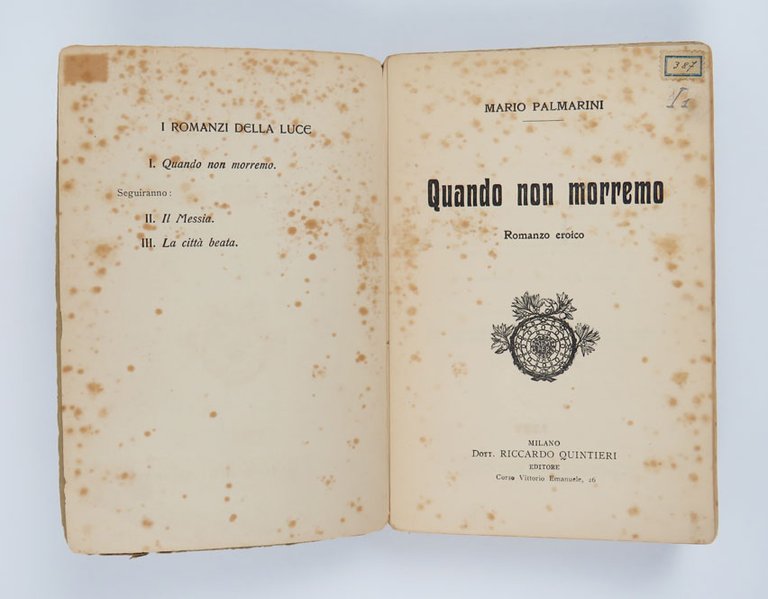 I ROMANZI DELLA LUCE
I. Quando non morremo.
Seguiranno:
II. Il Messia.
III. La città beata.
387
MARIO PALMARINI
Quando non morremo
Romanzo eroico
MILANO
Dott. RICCARDO QUINTIERI
EDITORE
Corso Vittorio Emanuele, 26